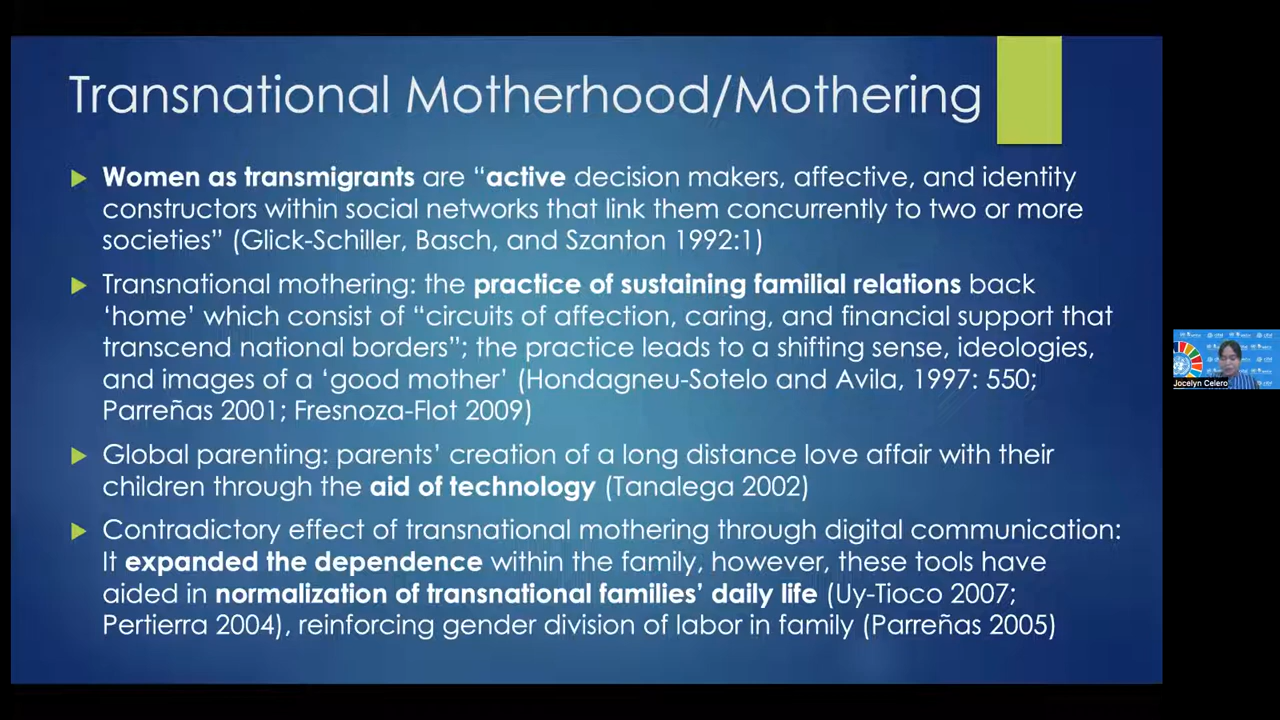 Transnational Motherhood/Mothering
Women as transmigrants are “active decision makers, affective, and identity
constructors within social networks that link them concurrently to two or more
societies” (Glick-Schiller, Basch, and Szanton 1992:1)
Transnational mothering: the practice of sustaining familial relations back
‘home’ which consist of “circuits of affection, caring, and financial support that
transcend national borders”; the practice leads to a shifting sense, ideologies,
and images of a ‘good mother’ (Hondagneu-Sotelo and Avila, 1997: 550;
Parreñas 2001; Fresnoza-Flot 2009)
Global parenting: parents’ creation of a long distance love affair with their
children through the aid of technology (Tanalega 2002)
Contradictory effect of transnational mothering through digital communication:
It expanded the dependence within the family, however, these tools have
aided in normalization of transnational families’ daily life (Uy-Tioco 2007;
Pertierra 2004), reinforcing gender division of labor in family (Parreñas 2005)
Jocelyn Celero